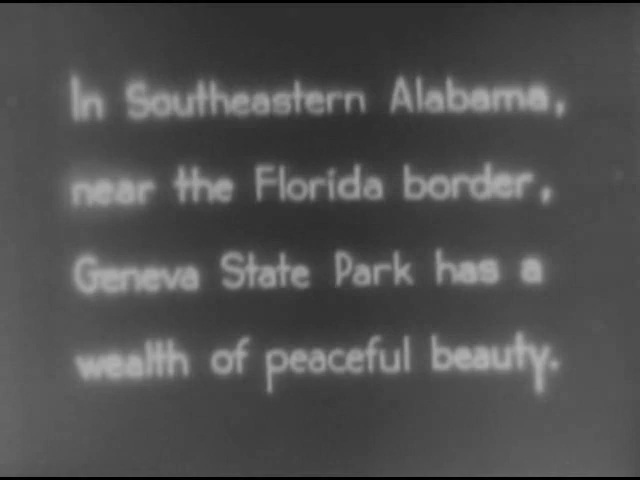 In Southeastern Alabama,
near the Florida border,
Geneva State Park has a
wealth of peaceful beauty.